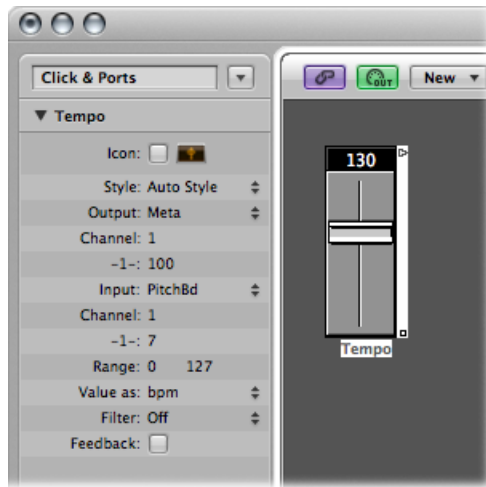 Click & Ports
OUT
New
Tempo
Icon:
Style: Auto Style
Output: Meta
Channel: 1
-1-: 100
Input: PitchBd
Channel: 1
-1-: 7
Range: 0 127
Value as: bpm
Filter: Off
Feedback:
130
Tempo